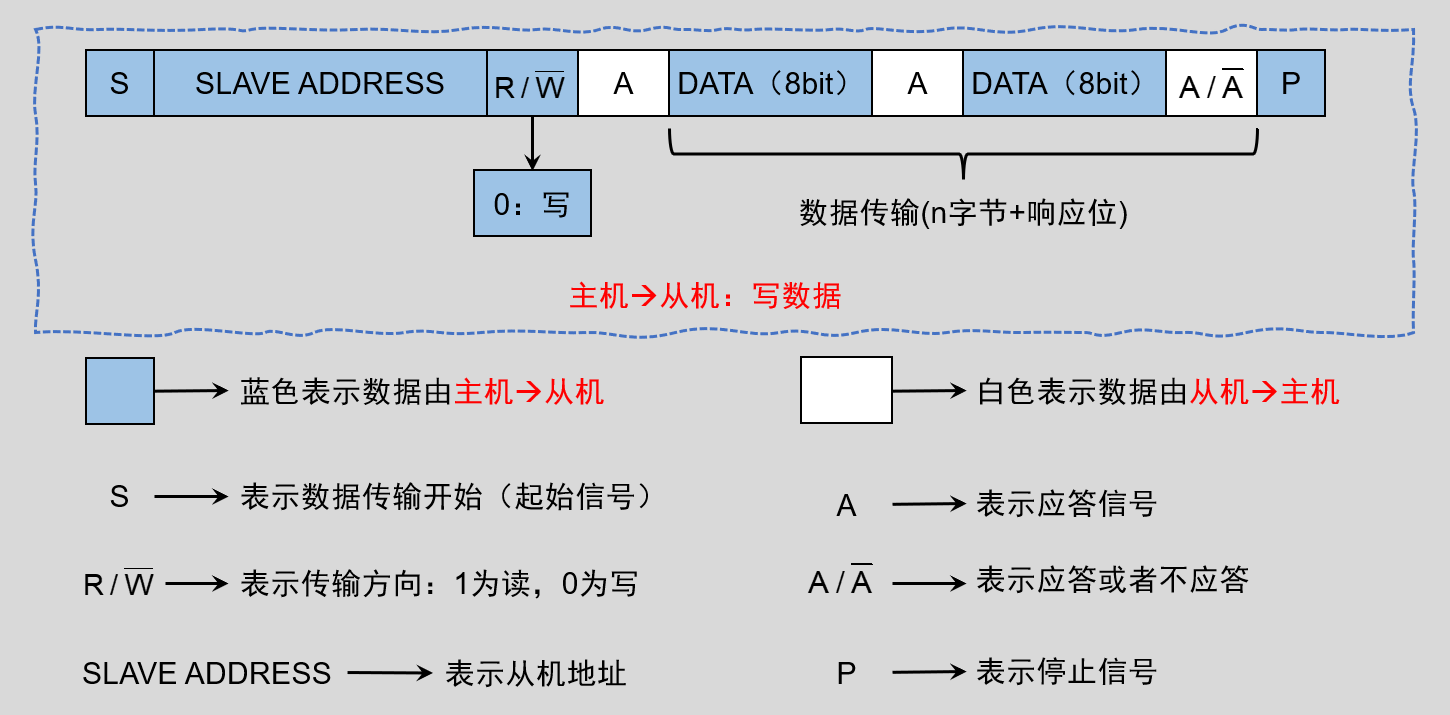 S SLAVE ADDRESS R / W̅ A DATA（8bit） A DATA（8bit） A / A̅ P
0：写
数据传输(n字节+响应位)
主机→从机：写数据
蓝色表示数据由主机→从机
白色表示数据由从机→主机
S 表示数据传输开始（起始信号）
A 表示应答信号
R / W̅ 表示传输方向：1为读，0为写
A / A̅ 表示应答或者不应答
SLAVE ADDRESS 表示从机地址
P 表示停止信号